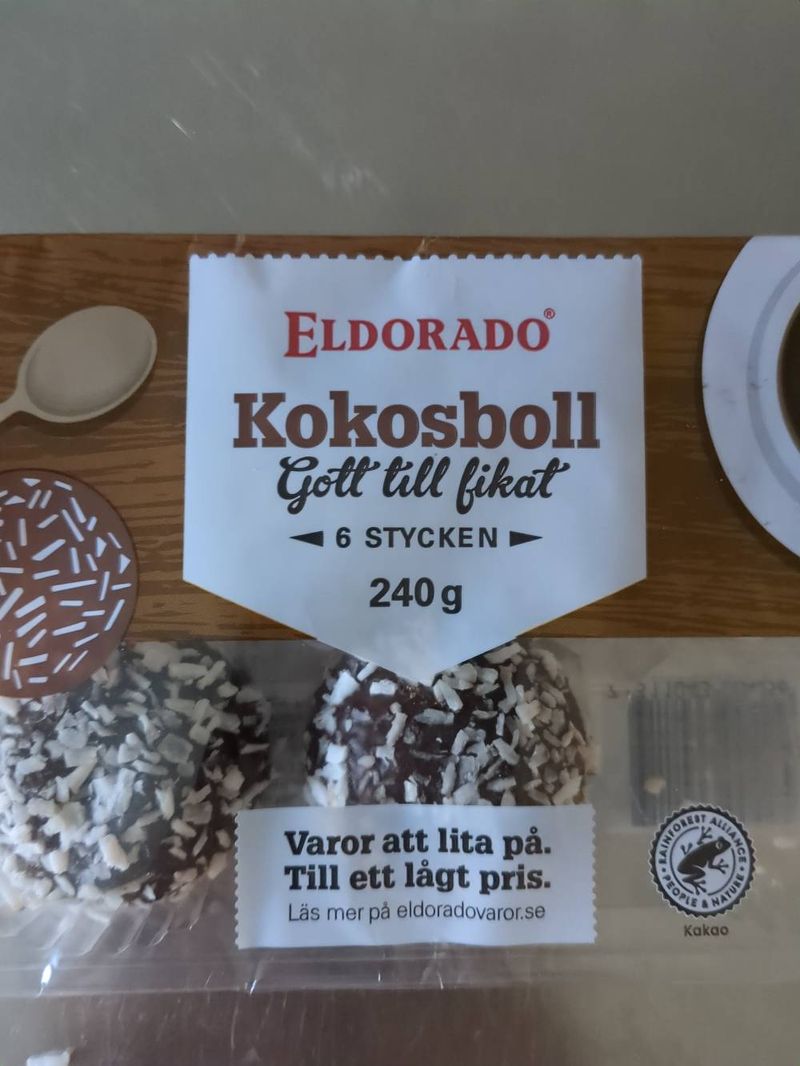 ELDORADO®
Kokosboll
Gott till fikat
6 STYCKEN
240 g
Varor att lita på.
Till ett lågt pris.
Läs mer på eldoradovaror.se
RAINFOREST ALLIANCE
PEOPLE & NATURE
Kakao